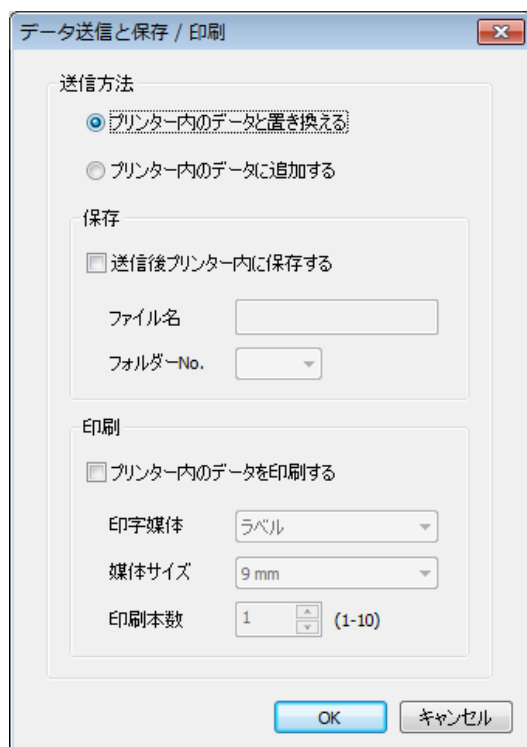 データ送信と保存 / 印刷
送信方法
プリンター内のデータと置き換える
プリンター内のデータに追加する
保存
送信後プリンター内に保存する
ファイル名
フォルダーNo.
印刷
プリンター内のデータを印刷する
印字媒体 ラベル
媒体サイズ 9 mm
印刷本数 1 (1-10)
OK キャンセル